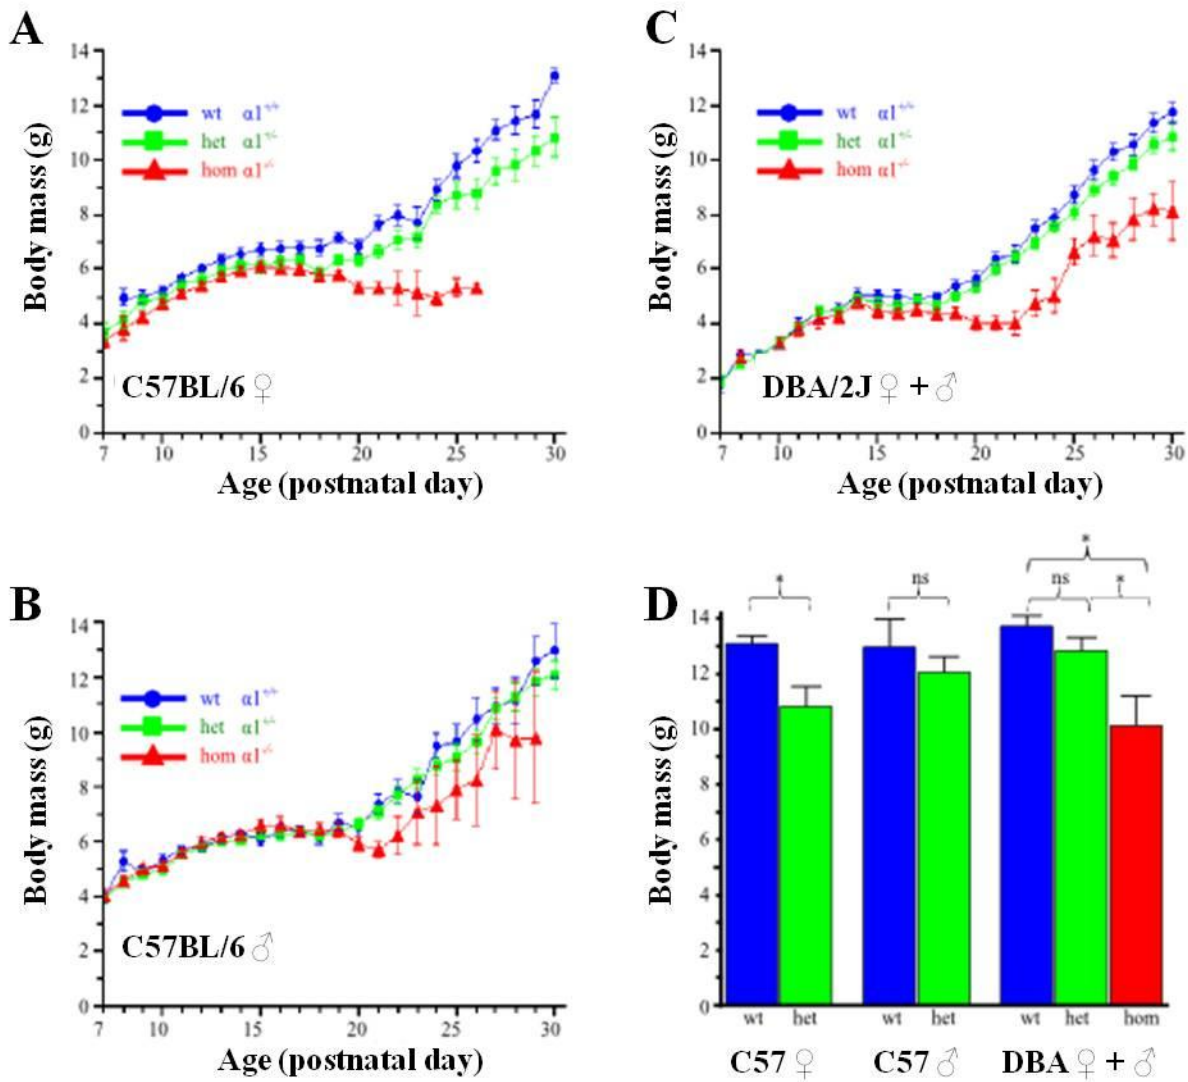 A
Body mass (g)
14
12
10
8
6
4
2
0
wt α1+/+
het α1+/-
hom α1-/-
C57BL/6 ♀
7 10 15 20 25 30
Age (postnatal day)
C
Body mass (g)
14
12
10
8
6
4
2
0
wt α1+/+
het α1+/-
hom α1-/-
DBA/2J ♀ + ♂
7 10 15 20 25 30
Age (postnatal day)
B
Body mass (g)
14
12
10
8
6
4
2
0
wt α1+/+
het α1+/-
hom α1-/-
C57BL/6 ♂
7 10 15 20 25 30
Age (postnatal day)
D
Body mass (g)
14
12
10
8
6
4
2
0
*
ns
*
ns *
wt het wt het wt het hom
C57 ♀ C57 ♂ DBA ♀ + ♂